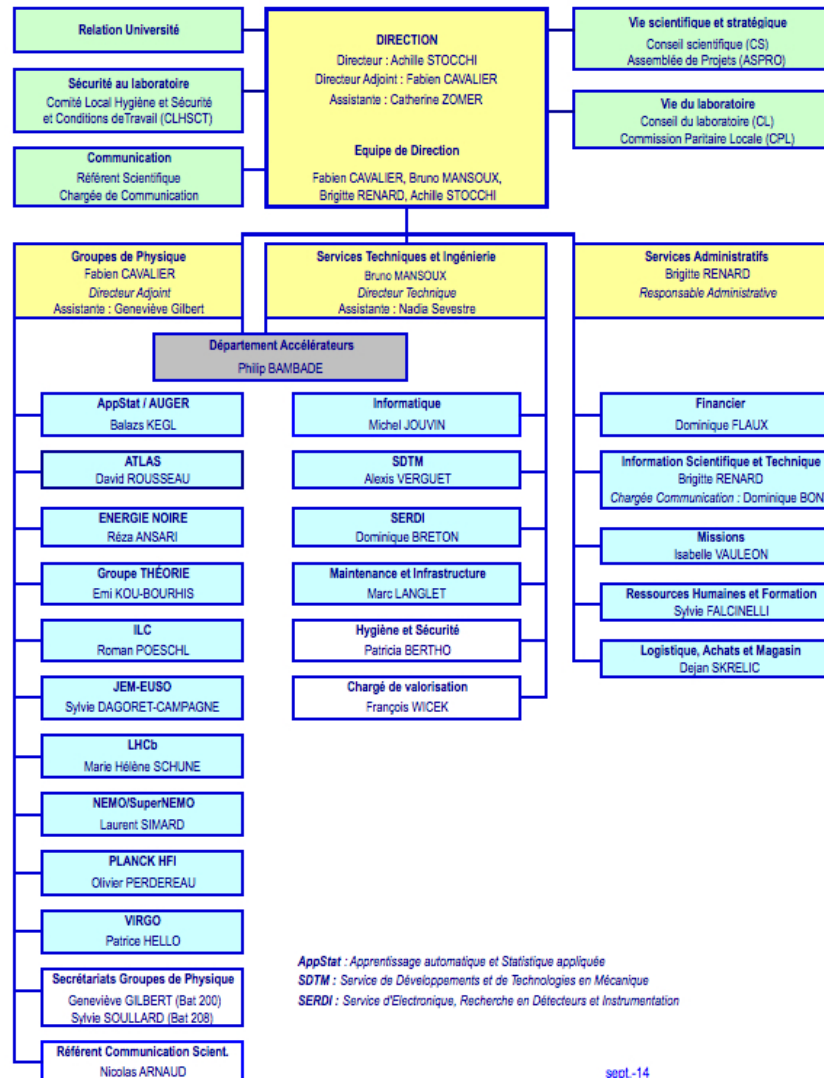 Relation Université
DIRECTION
Directeur : Achille STOCCHI
Directeur Adjoint : Fabien CAVALIER
Assistante : Catherine ZOMER
Equipe de Direction
Fabien CAVALIER, Bruno MANSOUX,
Brigitte RENARD, Achille STOCCHI
Vie scientifique et stratégique
Conseil scientifique (CS)
Assemblée de Projets (ASPRO)
Sécurité au laboratoire
Comité Local Hygiène et Sécurité
et Conditions deTravail (CLHSCT)
Vie du laboratoire
Conseil du laboratoire (CL)
Commission Paritaire Locale (CPL)
Communication
Référent Scientifique
Chargée de Communication
Groupes de Physique
Fabien CAVALIER
Directeur Adjoint
Assistante : Geneviève Gilbert
Services Techniques et Ingénierie
Bruno MANSOUX
Directeur Technique
Assistante : Nadia Sevestre
Services Administratifs
Brigitte RENARD
Responsable Administrative
Département Accélérateurs
Philip BAMBADE
AppStat / AUGER
Balazs KEGL
ATLAS
David ROUSSEAU
ENERGIE NOIRE
Réza ANSARI
Groupe THÉORIE
Emi KOU-BOURHIS
ILC
Roman POESCHL
JEM-EUSO
Sylvie DAGORET-CAMPAGNE
LHCb
Marie Hélène SCHUNE
NEMO/SuperNEMO
Laurent SIMARD
PLANCK HFI
Olivier PERDEREAU
VIRGO
Patrice HELLO
Secrétariats Groupes de Physique
Geneviève GILBERT (Bat 200)
Sylvie SOULLARD (Bat 208)
Référent Communication Scient.
Nicolas ARNAUD
Informatique
Michel JOUVIN
SDTM
Alexis VERGUET
SERDI
Dominique BRETON
Maintenance et Infrastructure
Marc LANGLET
Hygiène et Sécurité
Patricia BERTHO
Chargé de valorisation
François WICEK
Financier
Dominique FLAUX
Information Scientifique et Technique
Brigitte RENARD
Chargée Communication : Dominique BON
Missions
Isabelle VAULEON
Ressources Humaines et Formation
Sylvie FALCINELLI
Logistique, Achats et Magasin
Dejan SKRELIC
AppStat : Apprentissage automatique et Statistique appliquée
SDTM : Service de Développements et de Technologies en Mécanique
SERDI : Service d'Electronique, Recherche en Détecteurs et Instrumentation
sept.-14